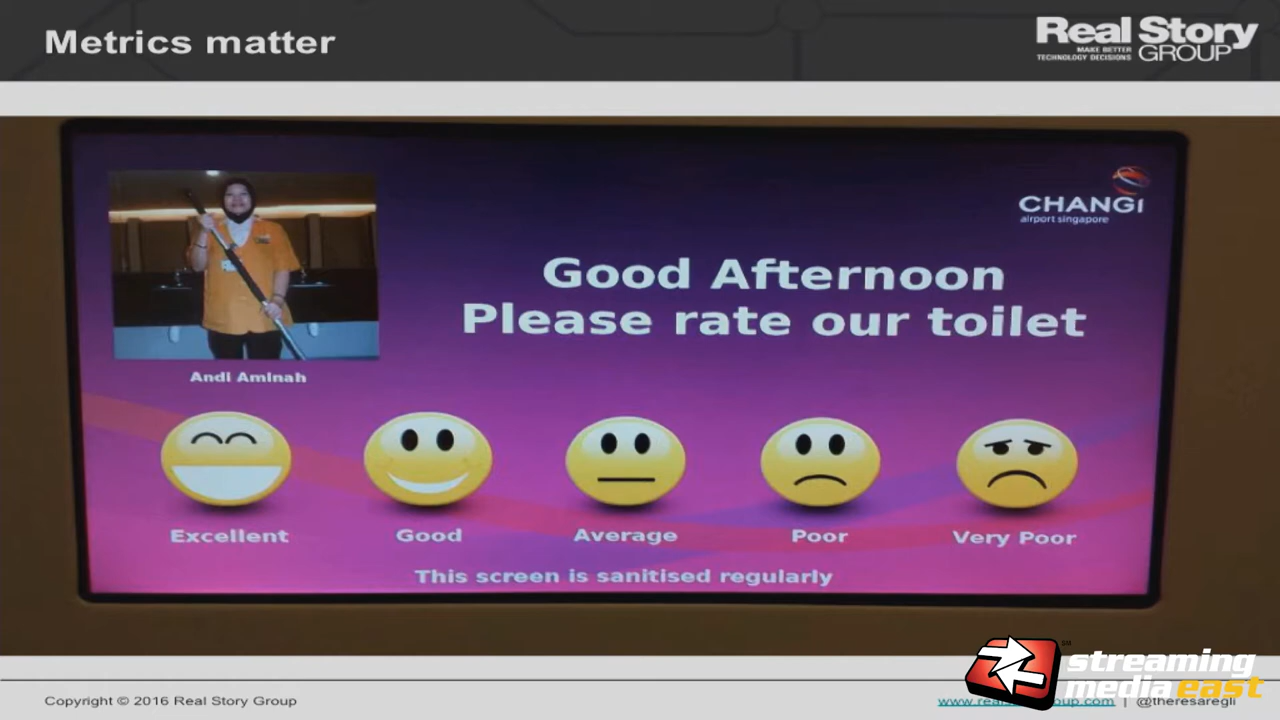 Metrics matter
Real Story
GROUP
MAKE BETTER
TECHNOLOGY DECISIONS
CHANGI
airport singapore
Good Afternoon
Please rate our toilet
Andi Aminah
Excellent
Good
Average
Poor
Very Poor
This screen is sanitised regularly
streaming
media east
SM
Copyright © 2016 Real Story Group
| @theresaregli